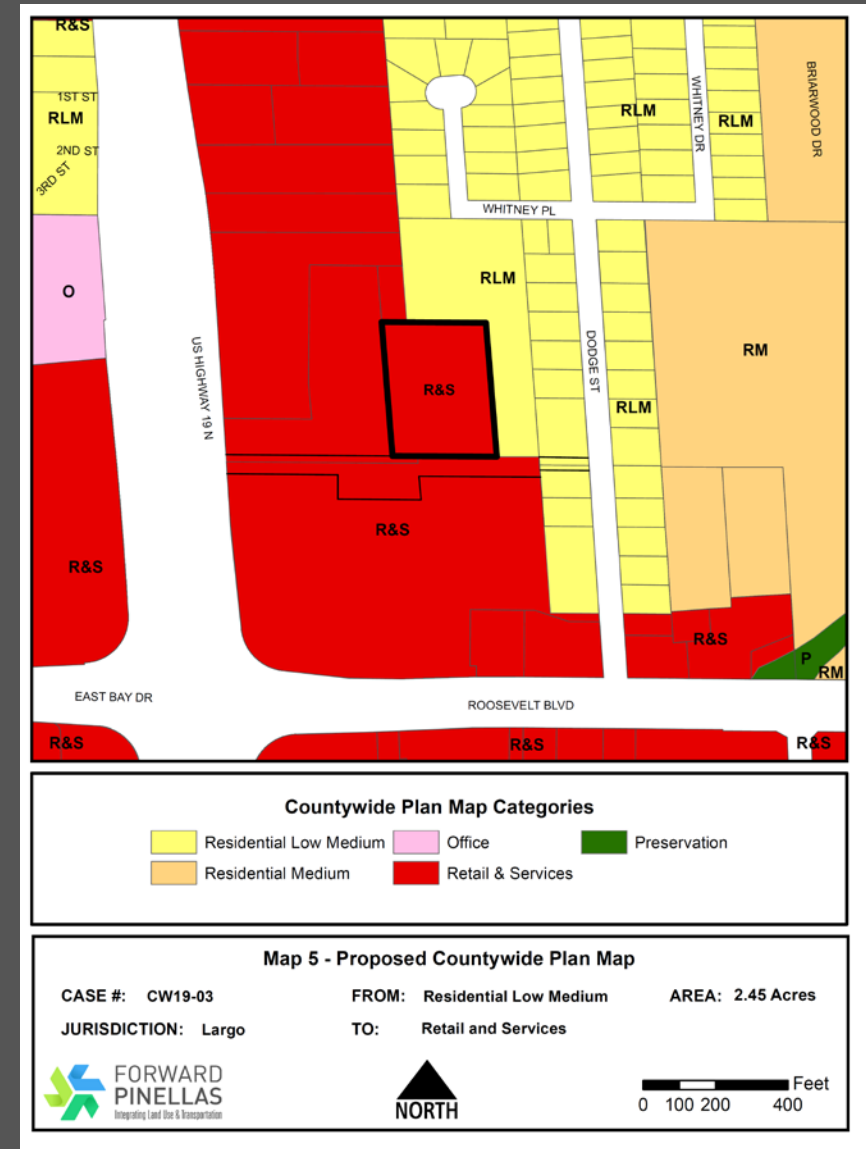 R&S
1ST ST
RLM
2ND ST
3RD ST
O
R&S
US HIGHWAY 19 N
WHITNEY PL
RLM
RLM
WHITNEY DR
RLM
BRIARWOOD DR
RM
DODGE ST
RLM
R&S
R&S
R&S
P
RM
EAST BAY DR
ROOSEVELT BLVD
R&S
R&S
R&S
Countywide Plan Map Categories
Residential Low Medium
Office
Preservation
Residential Medium
Retail & Services
Map 5 - Proposed Countywide Plan Map
CASE #: CW19-03 FROM: Residential Low Medium AREA: 2.45 Acres
JURISDICTION: Largo TO: Retail and Services
FORWARD
PINELLAS
Integrating Land Use & Transportation
NORTH
Feet
0 100 200 400